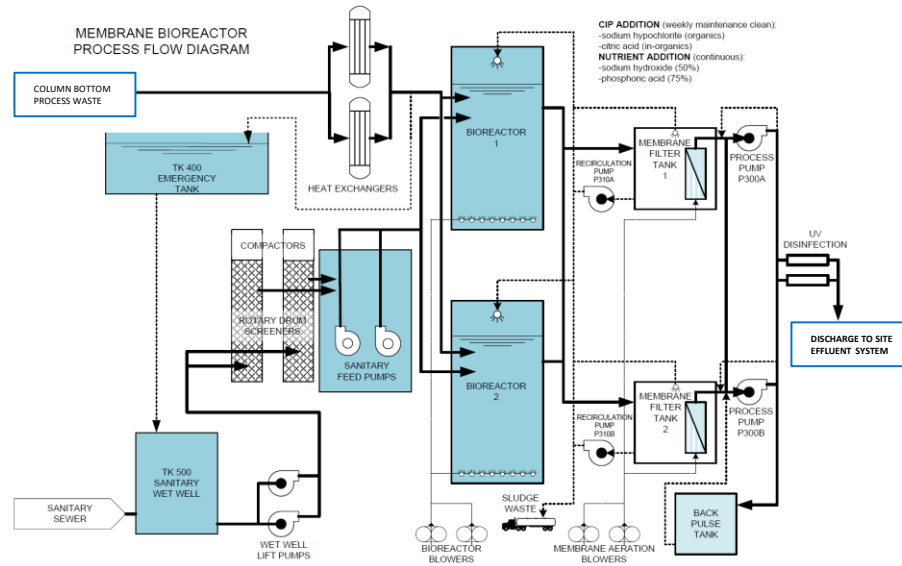 MEMBRANE BIOREACTOR
PROCESS FLOW DIAGRAM
CIP ADDITION (weekly maintenance clean):
-sodium hypochlorite (organics)
-citric acid (in-organics)
NUTRIENT ADDITION (continuous):
-sodium hydroxide (50%)
-phosphoric acid (75%)
COLUMN BOTTOM
PROCESS WASTE
HEAT EXCHANGERS
TK 400
EMERGENCY
TANK
BIOREACTOR
1
MEMBRANE
FILTER
TANK
1
RECIRCULATION
PUMP
P310A
PROCESS
PUMP
P300A
UV
DISINFECTION
COMPACTORS
ROTARY DRUM
SCREENERS
SANITARY
FEED PUMPS
DISCHARGE TO SITE
EFFLUENT SYSTEM
BIOREACTOR
2
MEMBRANE
FILTER
TANK
2
RECIRCULATION
PUMP
P310B
PROCESS
PUMP
P300B
TK 500
SANITARY
WET WELL
SANITARY
SEWER
WET WELL
LIFT PUMPS
SLUDGE
WASTE
BIOREACTOR
BLOWERS
MEMBRANE AERATION
BLOWERS
BACK
PULSE
TANK